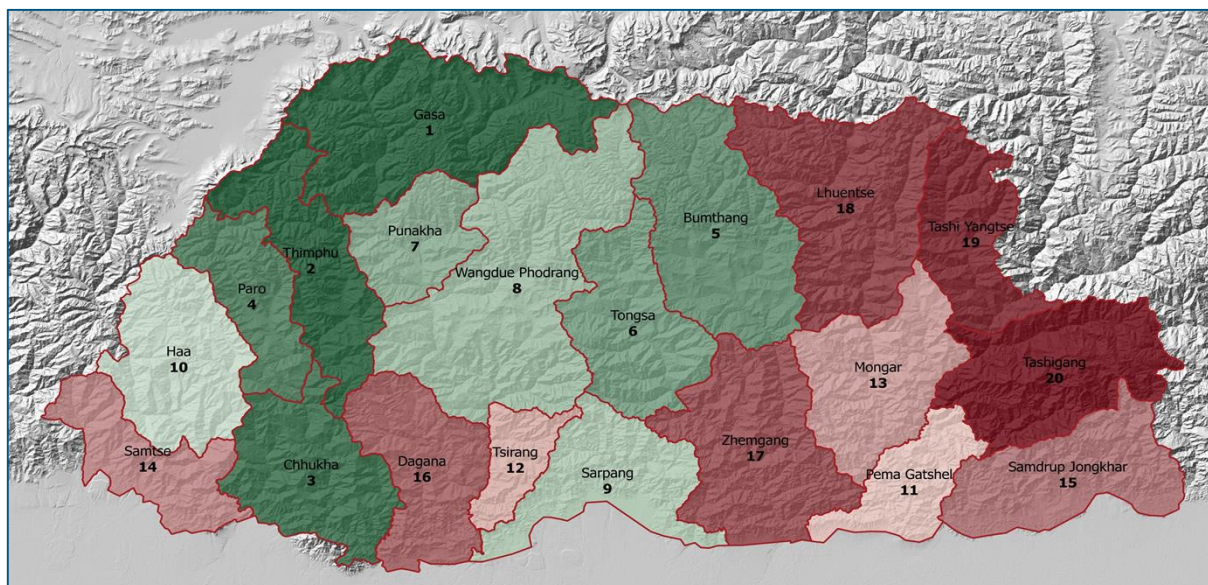 Gasa
1
Thimphu
2
Chhukha
3
Paro
4
Bumthang
5
Tongsa
6
Punakha
7
Wangdue Phodrang
8
Sarpang
9
Haa
10
Pema Gatshel
11
Tsirang
12
Mongar
13
Samtse
14
Samdrup Jongkhar
15
Dagana
16
Zhemgang
17
Lhuentse
18
Tashi Yangtse
19
Tashigang
20